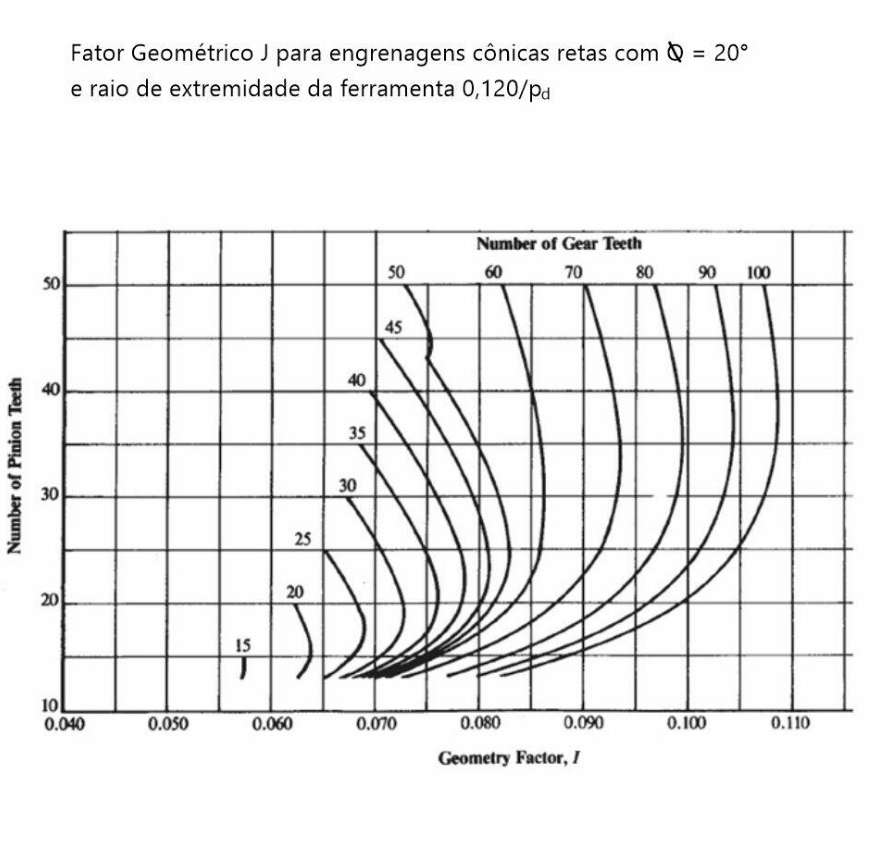 Fator Geométrico J para engrenagens cônicas retas com Φ = 20°
e raio de extremidade da ferramenta 0,120/pd
Number of Gear Teeth
50 60 70 80 90 100
50
45
40
40
35
30
30
25
20
20
15
10
Number of Pinion Teeth
0.040 0.050 0.060 0.070 0.080 0.090 0.100 0.110
Geometry Factor, I